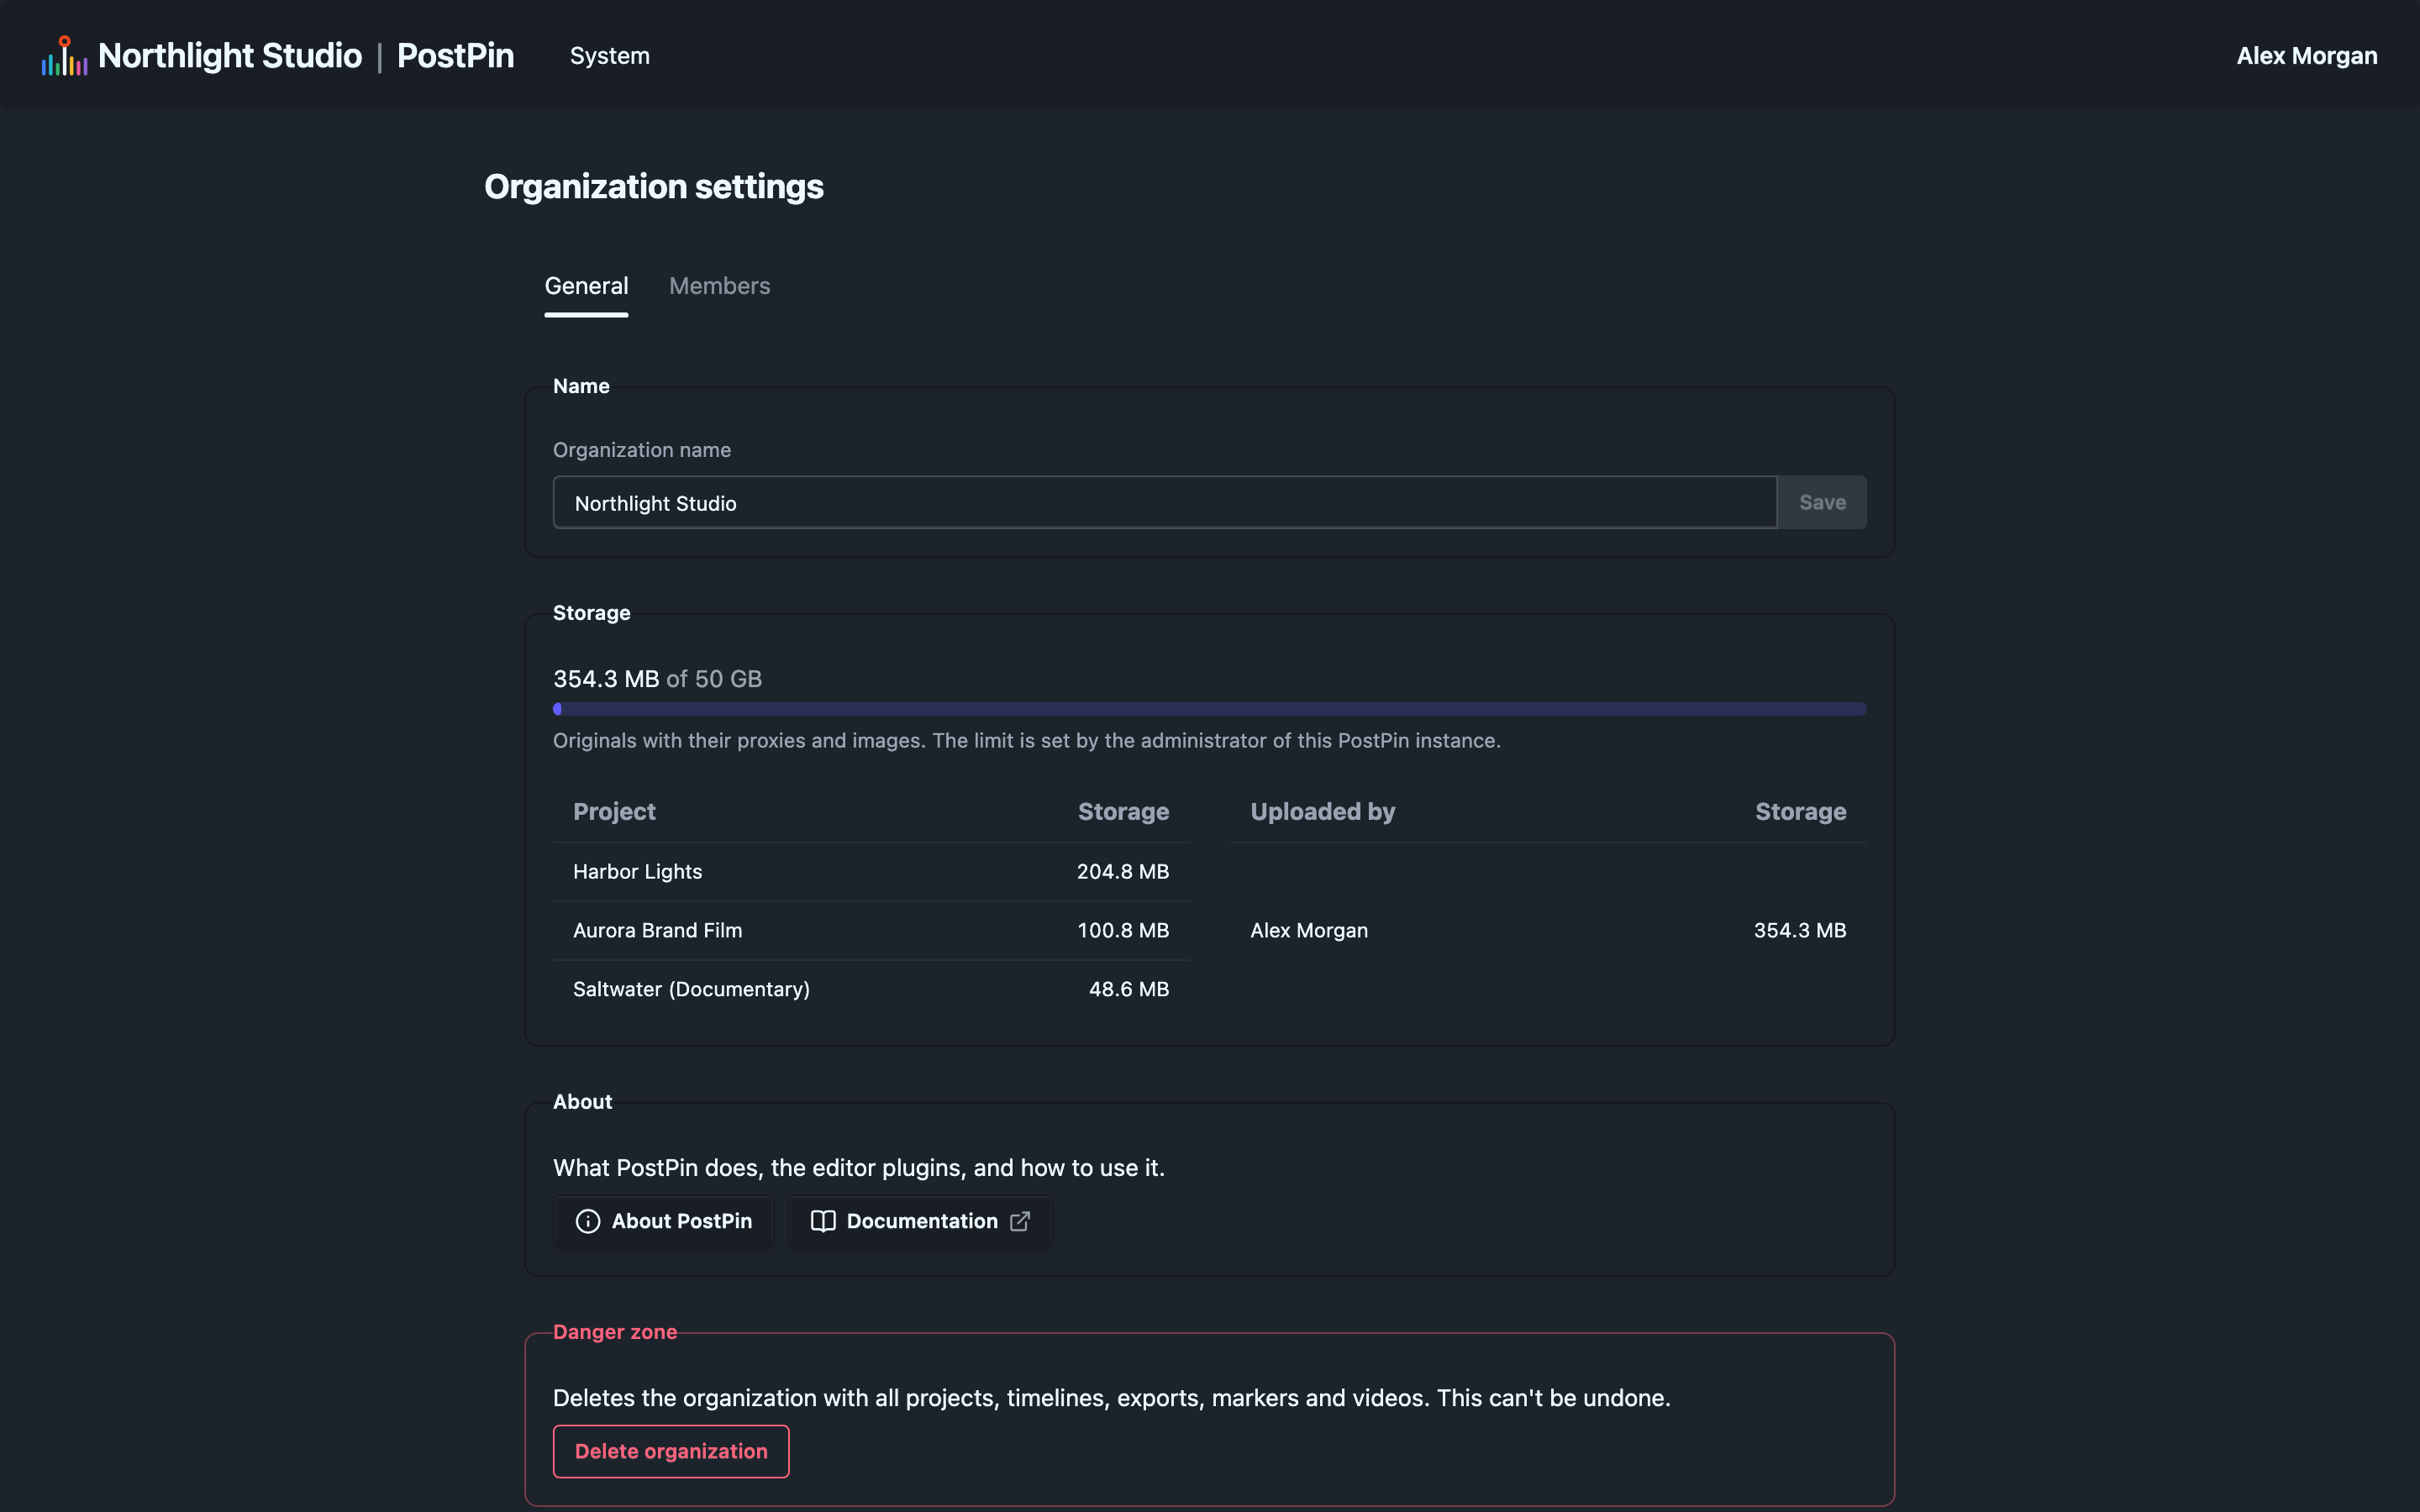 Northlight Studio | PostPin System Alex Morgan
Organization settings
General Members
Name
Organization name
Northlight Studio Save
Storage
354.3 MB of 50 GB
Originals with their proxies and images. The limit is set by the administrator of this PostPin instance.
Project Storage Uploaded by Storage
Harbor Lights 204.8 MB
Aurora Brand Film 100.8 MB Alex Morgan 354.3 MB
Saltwater (Documentary) 48.6 MB
About
What PostPin does, the editor plugins, and how to use it.
About PostPin Documentation
Danger zone
Deletes the organization with all projects, timelines, exports, markers and videos. This can't be undone.
Delete organization